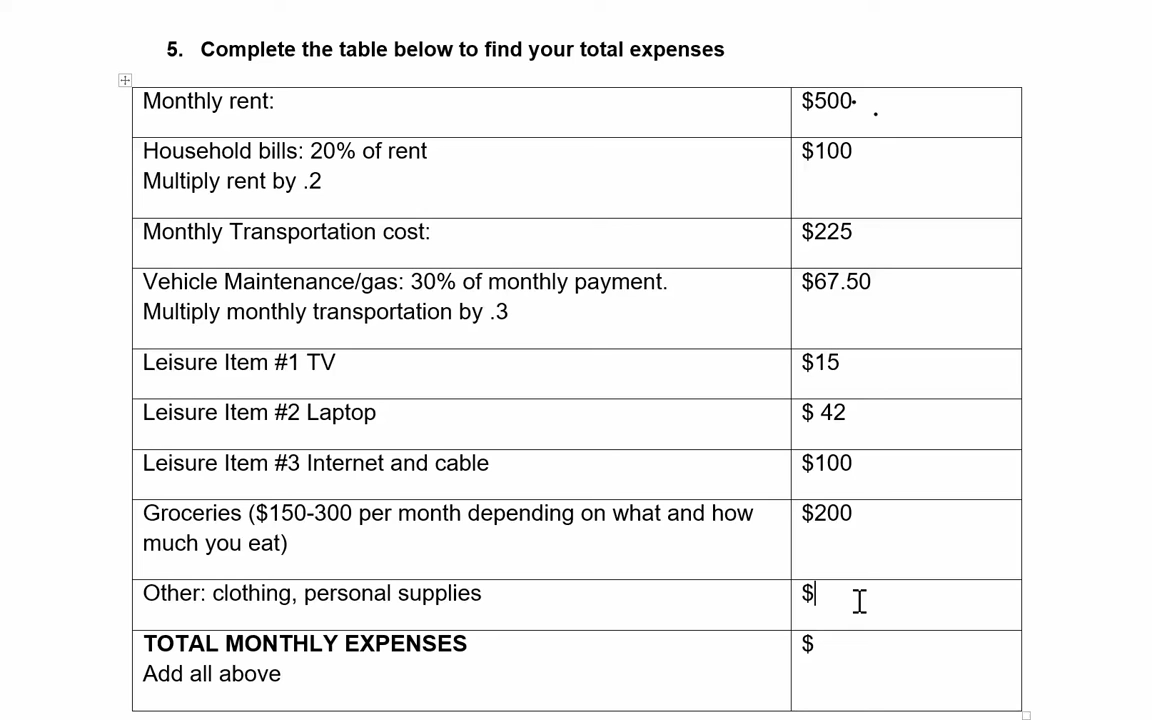 5. Complete the table below to find your total expenses
Monthly rent: $500
Household bills: 20% of rent $100
Multiply rent by .2
Monthly Transportation cost: $225
Vehicle Maintenance/gas: 30% of monthly payment. $67.50
Multiply monthly transportation by .3
Leisure Item #1 TV $15
Leisure Item #2 Laptop $ 42
Leisure Item #3 Internet and cable $100
Groceries ($150-300 per month depending on what and how $200
much you eat)
Other: clothing, personal supplies $
TOTAL MONTHLY EXPENSES $
Add all above